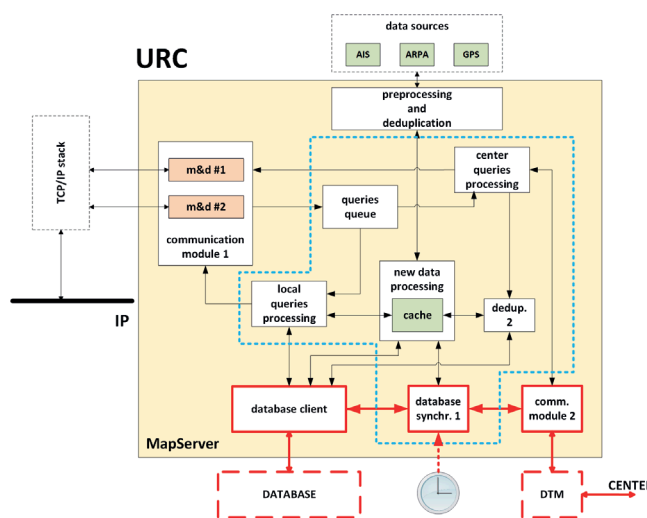 data sources
AIS
ARPA
GPS
URC
preprocessing
and
deduplication
TCP/IP stack
m&d #1
m&d #2
communication
module 1
queries
queue
center
queries
processing
new data
processing
cache
local
queries
processing
dedup.
2
IP
database client
database
synchr. 1
comm.
module 2
MapServer
DATABASE
DTM
CENTER